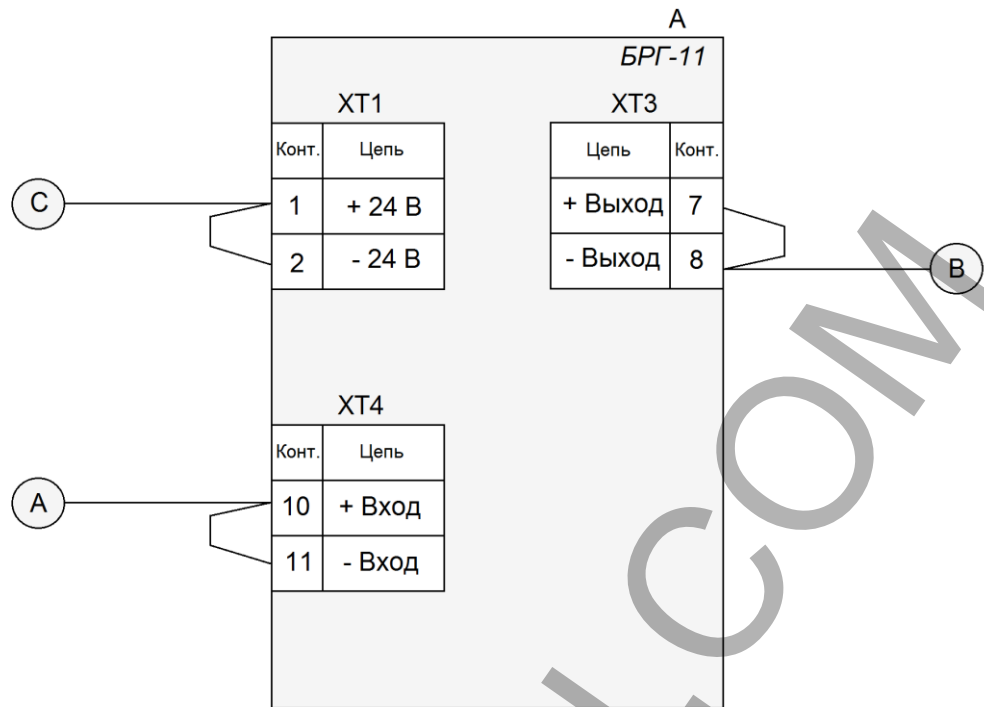 А
БРГ-11
XT1
Конт. Цепь
1 + 24 В
2 - 24 В
XT3
Цепь Конт.
+ Выход 7
- Выход 8
C
B
XT4
Конт. Цепь
10 + Вход
11 - Вход
A
.COM